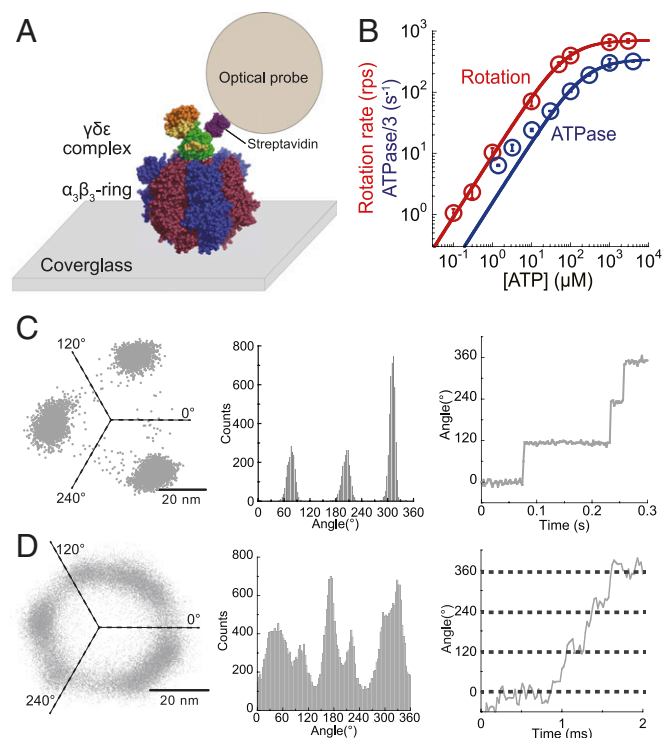 A
Optical probe
Streptavidin
γδε
complex
α₃β₃-ring
Coverglass
B
Rotation rate (rps)
ATPase/3 (s⁻¹)
10³
10²
10¹
10⁰
Rotation
ATPase
10⁻¹ 10⁰ 10¹ 10² 10³ 10⁴
[ATP] (µM)
C
120°
0°
240°
20 nm
Counts
800
600
400
200
0
0 60 120 180 240 300 360
Angle(°)
Angle(°)
360
240
120
0
0 0.1 0.2 0.3
Time (s)
D
120°
0°
240°
20 nm
Counts
800
600
400
200
0
0 60 120 180 240 300 360
Angle(°)
Angle(°)
360
240
120
0
0 1 2
Time (ms)